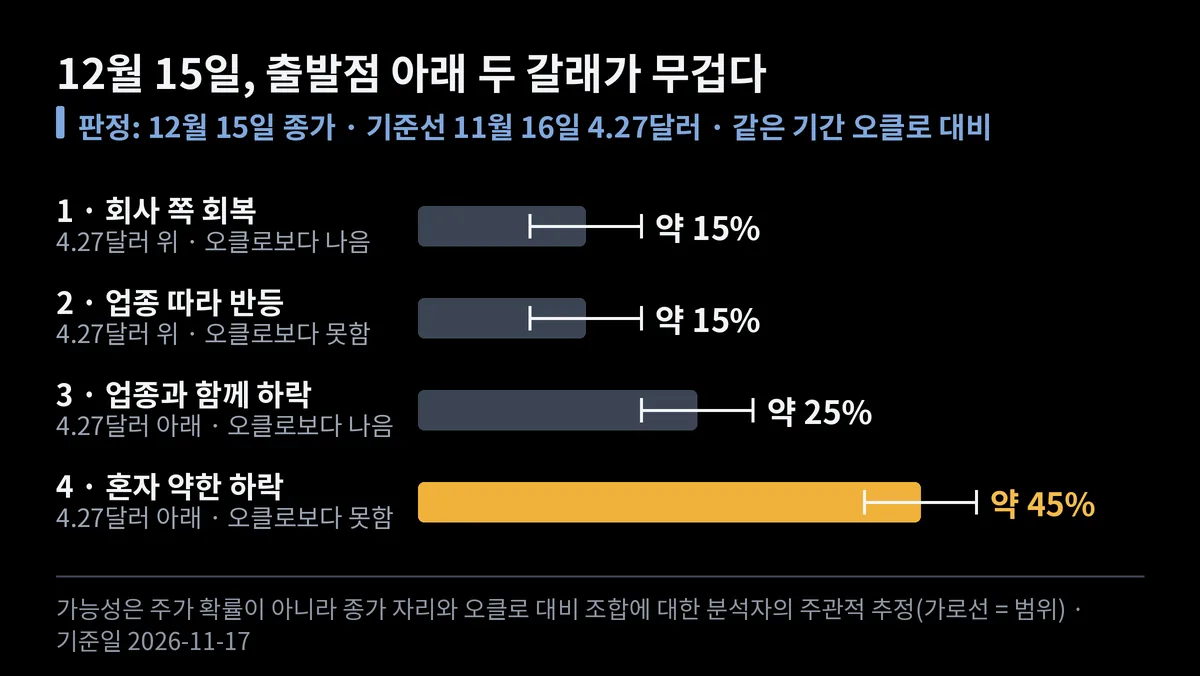 12월 15일, 출발점 아래 두 갈래가 무겁다
판정: 12월 15일 종가 · 기준선 11월 16일 4.27달러 · 같은 기간 오클로 대비
1 · 회사 쪽 회복
4.27달러 위 · 오클로보다 나음
약 15%
2 · 업종 따라 반등
4.27달러 위 · 오클로보다 못함
약 15%
3 · 업종과 함께 하락
4.27달러 아래 · 오클로보다 나음
약 25%
4 · 혼자 약한 하락
4.27달러 아래 · 오클로보다 못함
약 45%
가능성은 주가 확률이 아니라 종가 자리와 오클로 대비 조합에 대한 분석자의 주관적 추정(가로선 = 범위) ·
기준일 2026-11-17